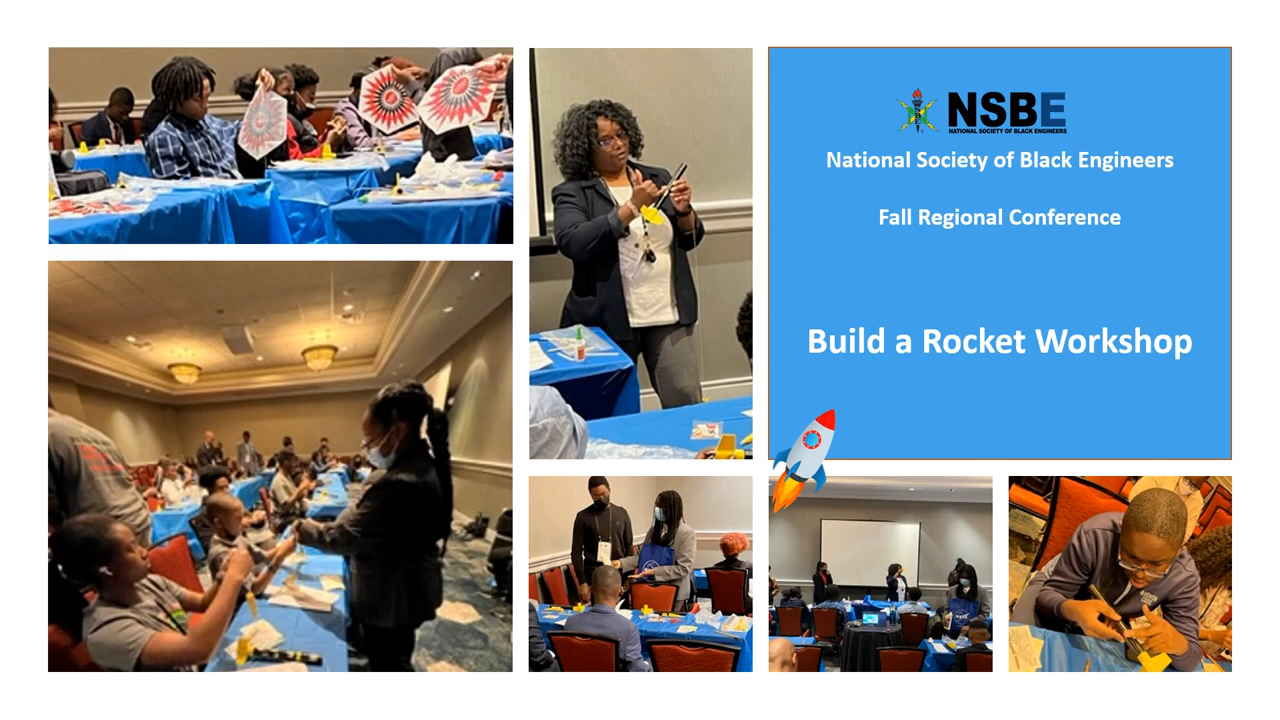 NSBE
NATIONAL SOCIETY OF BLACK ENGINEERS
National Society of Black Engineers
Fall Regional Conference
Build a Rocket Workshop